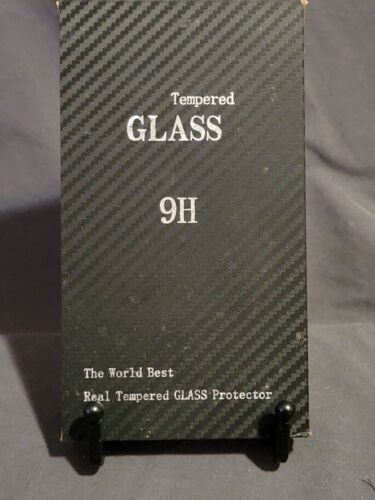 Tempered
GLASS
9H
The World Best
Real Tempered GLASS Protector